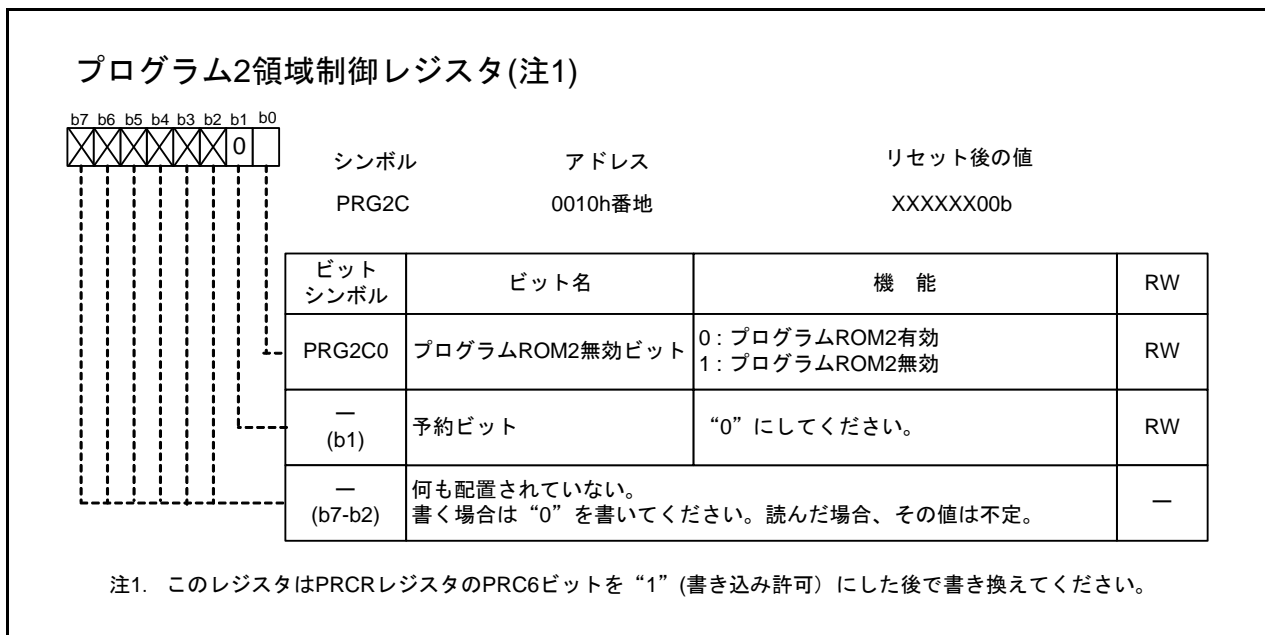 プログラム2領域制御レジスタ(注1)
b7 b6 b5 b4 b3 b2 b1 b0
0
シンボル アドレス リセット後の値
PRG2C 0010h番地 XXXXXX00b
ビット
シンボル
ビット名
機 能
RW
PRG2C0
プログラムROM2無効ビット
0 : プログラムROM2有効
1 : プログラムROM2無効
RW
—
(b1)
予約ビット
“0”にしてください。
RW
—
(b7-b2)
何も配置されていない。
書く場合は“0”を書いてください。読んだ場合、その値は不定。
—
注1. このレジスタはPRCRレジスタのPRC6ビットを“1”(書き込み許可）にした後で書き換えてください。